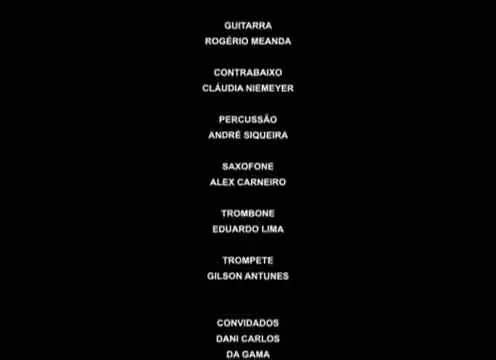 GUITARRA
ROGÉRIO MEANDA
CONTRABAIXO
CLÁUDIA NIEMEYER
PERCUSSÃO
ANDRÉ SIQUEIRA
SAXOFONE
ALEX CARNEIRO
TROMBONE
EDUARDO LIMA
TROMPETE
GILSON ANTUNES
CONVIDADOS
DANI CARLOS
DA GAMA